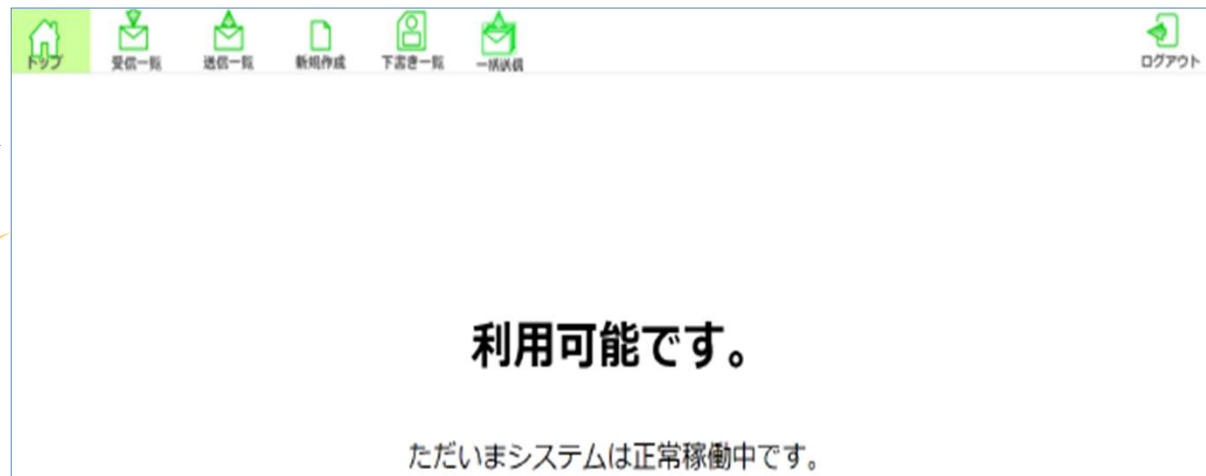 トップ 受信一覧 送信一覧 新規作成 下書き一覧 一括送信 ログアウト
利用可能です。
ただいまシステムは正常稼働中です。